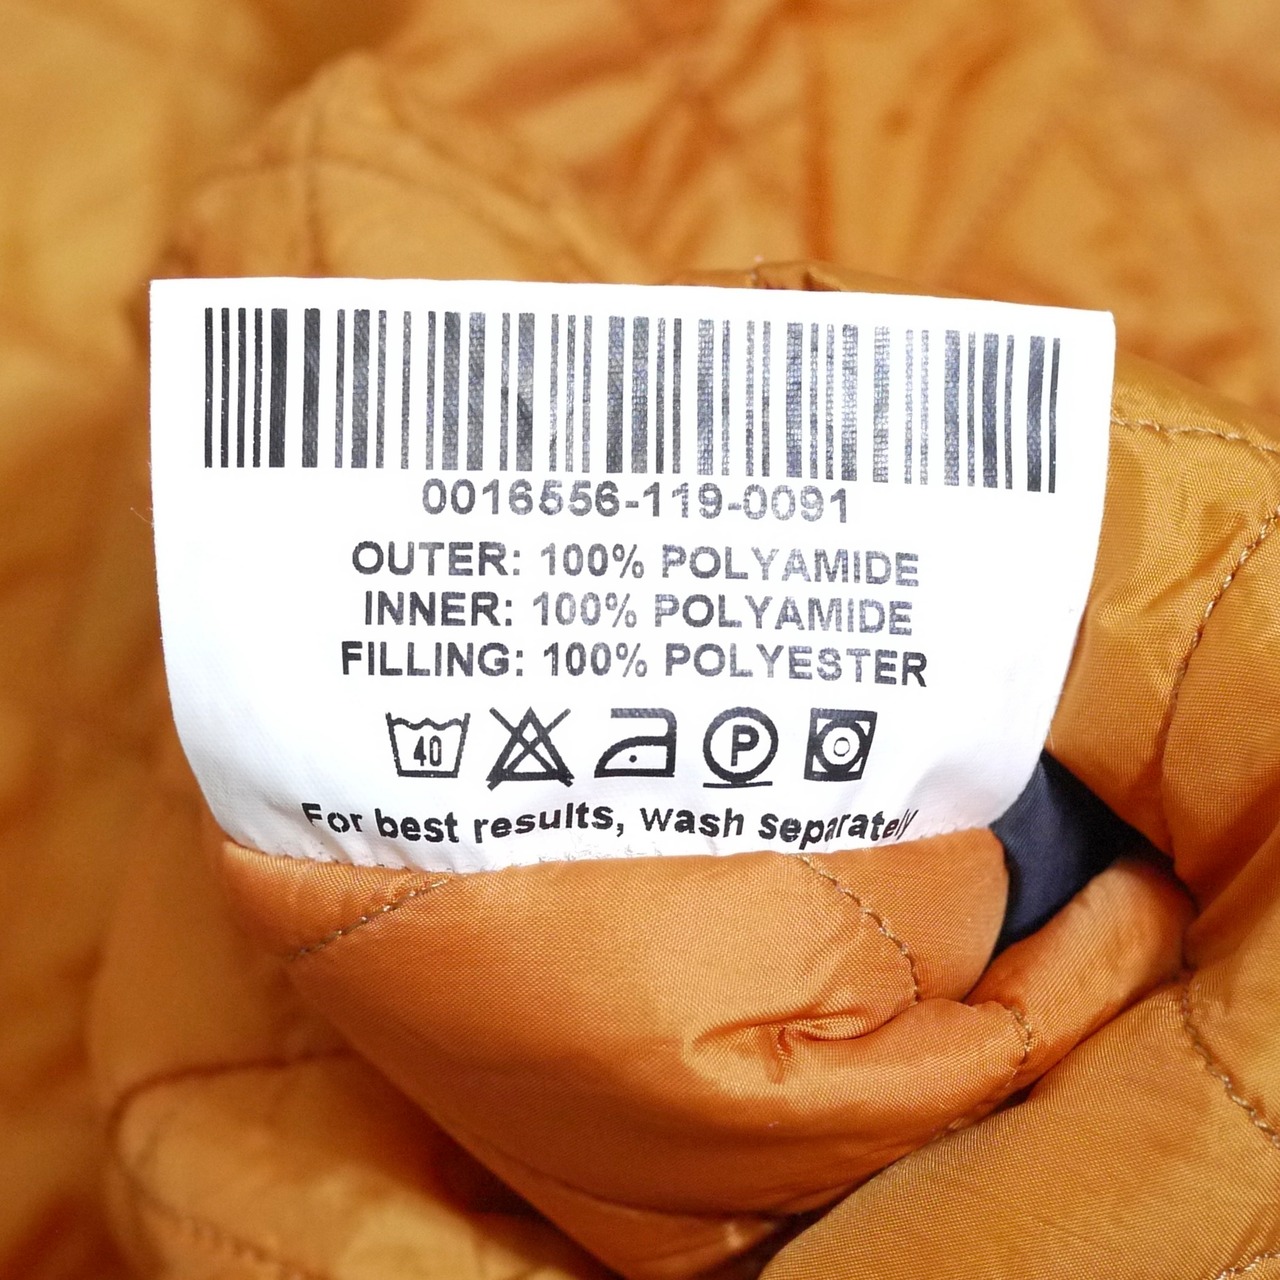 0016556-119-0091
OUTER: 100% POLYAMIDE
INNER: 100% POLYAMIDE
FILLING: 100% POLYESTER
40 P
For best results, wash separately